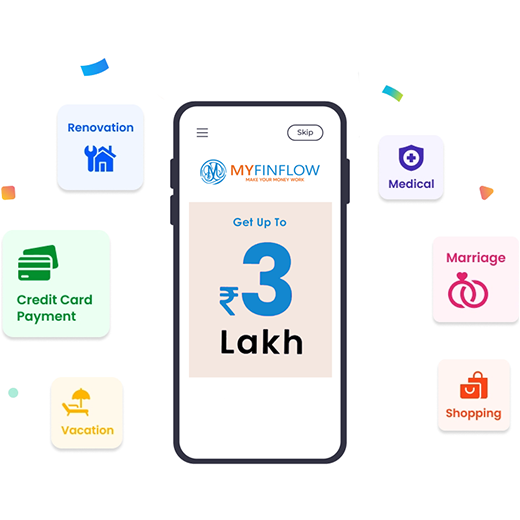 Renovation
Skip
MYFINFLOW
MAKE YOUR MONEY WORK
Medical
Get Up To
₹3
Lakh
Credit Card
Payment
Marriage
Vacation
Shopping